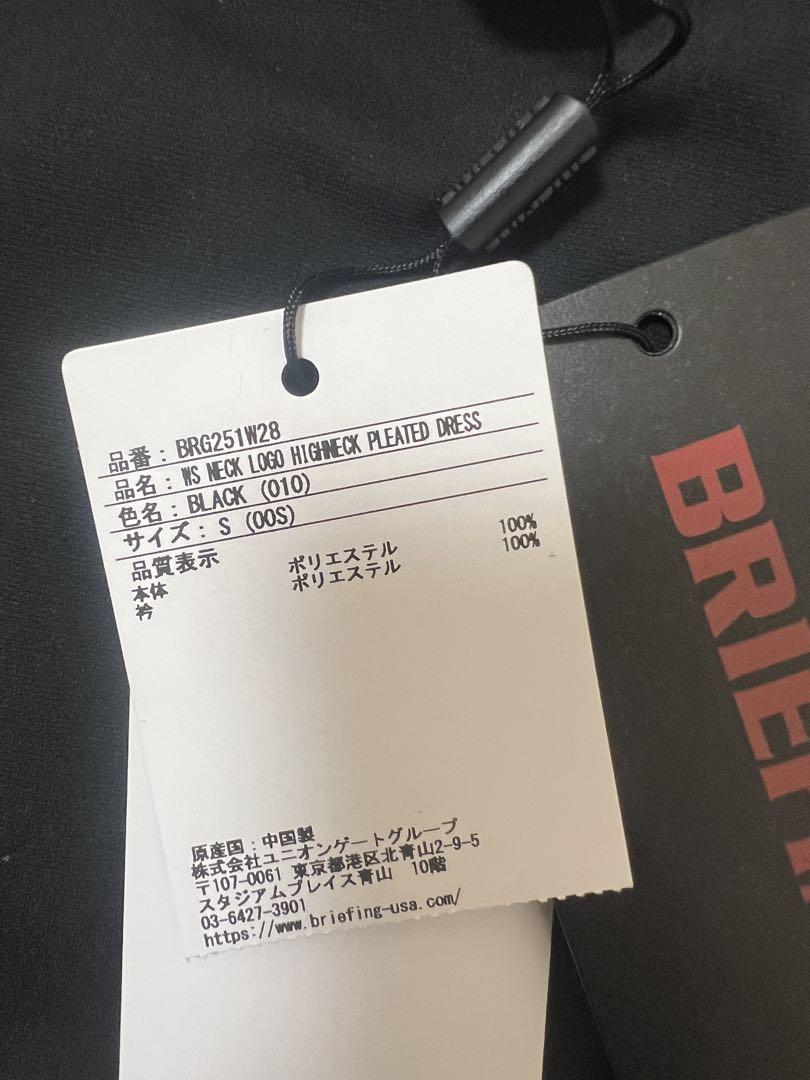 品番 : BRG251W28
品名 : WS NECK LOGO HIGHNECK PLEATED DRESS
色名 : BLACK (010)
サイズ : S (00S)
品質表示
本体 ポリエステル 100%
衿 ポリエステル 100%
原産国 : 中国製
株式会社ユニオンゲートグループ
〒107-0061 東京都港区北青山2-9-5
スタジアムプレイス青山 10階
03-6427-3901
https://www.briefing-usa.com/
BRIEFI